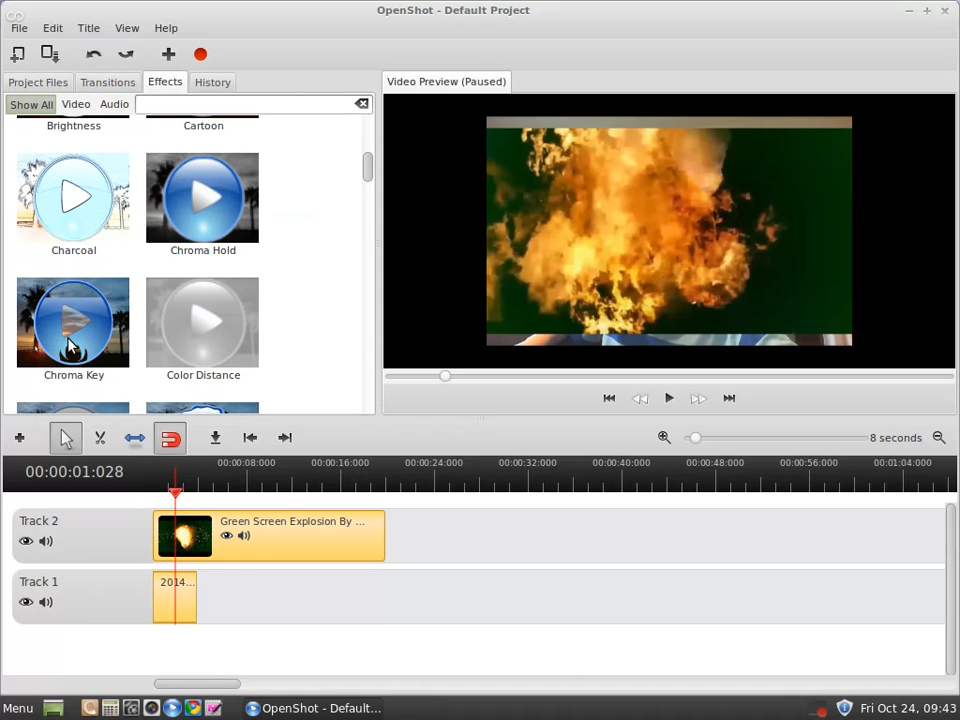 OpenShot - Default Project
File Edit Title View Help
Project Files Transitions Effects History
Video Preview (Paused)
Show All Video Audio
Brightness Cartoon
Charcoal Chroma Hold
Chroma Key Color Distance
8 seconds
00:00:01:028
00:00:08:000 00:00:16:000 00:00:24:000 00:00:32:000 00:00:40:000 00:00:48:000 00:00:56:000 00:01:04:000
Track 2
Green Screen Explosion By ...
Track 1
2014...
Menu
OpenShot - Default...
Fri Oct 24, 09:43